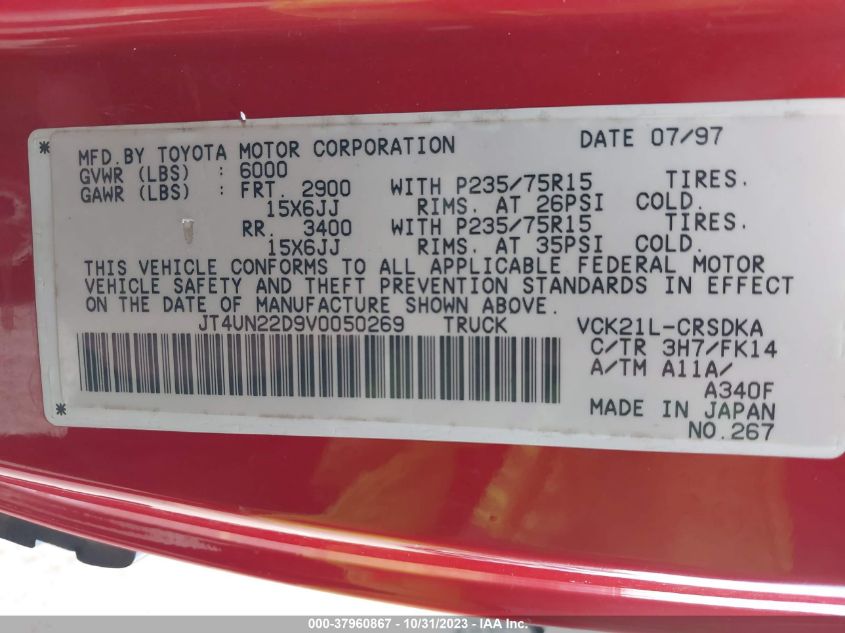 MFD.BY TOYOTA MOTOR CORPORATION DATE 07/97
GVWR (LBS) : 6000
GAWR (LBS) : FRT. 2900 WITH P235/75R15 TIRES.
15X6JJ RIMS. AT 26PSI COLD.
RR. 3400 WITH P235/75R15 TIRES.
15X6JJ RIMS. AT 35PSI COLD.
THIS VEHICLE CONFORMS TO ALL APPLICABLE FEDERAL MOTOR
VEHICLE SAFETY AND THEFT PREVENTION STANDARDS IN EFFECT
ON THE DATE OF MANUFACTURE SHOWN ABOVE.
JT4UN22D9V0050269 TRUCK VCK21L-CRSDKA
C/TR 3H7/FK14
A/TM A11A/
A340F
MADE IN JAPAN
NO.267
000-37960867 - 10/31/2023 - IAA Branch